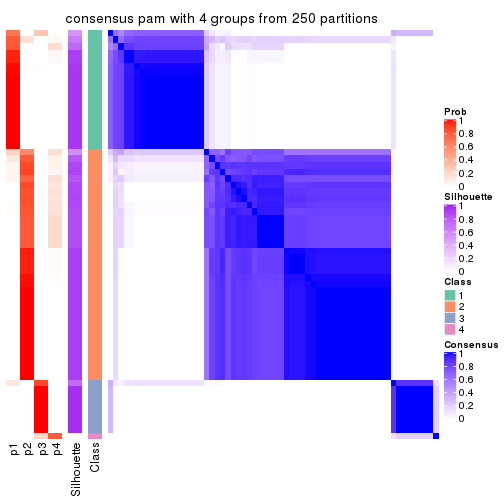 consensus pam with 4 groups from 250 partitions
Prob
1
0.8
0.6
0.4
0.2
0
Silhouette
1
0.8
0.6
0.4
0.2
0
Class
1
2
3
4
Consensus
1
0.8
0.6
0.4
0.2
0
p1
p2
p3
p4
Silhouette
Class